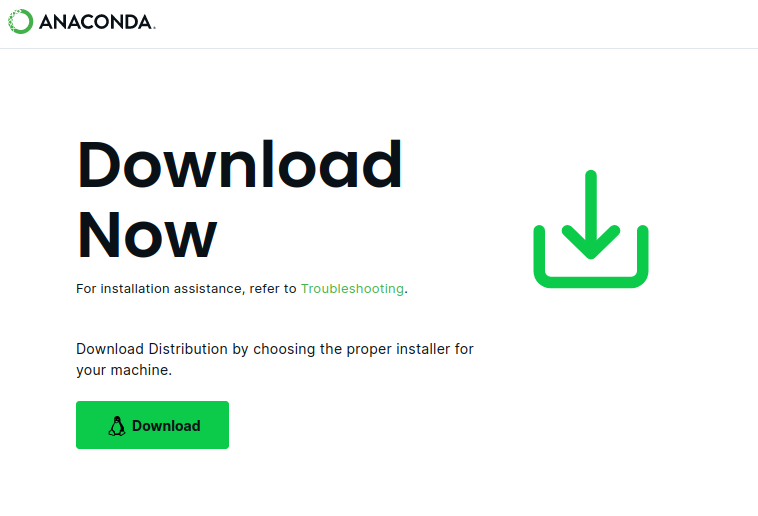 ANACONDA.
Download
Now
For installation assistance, refer to Troubleshooting.
Download Distribution by choosing the proper installer for
your machine.
Download